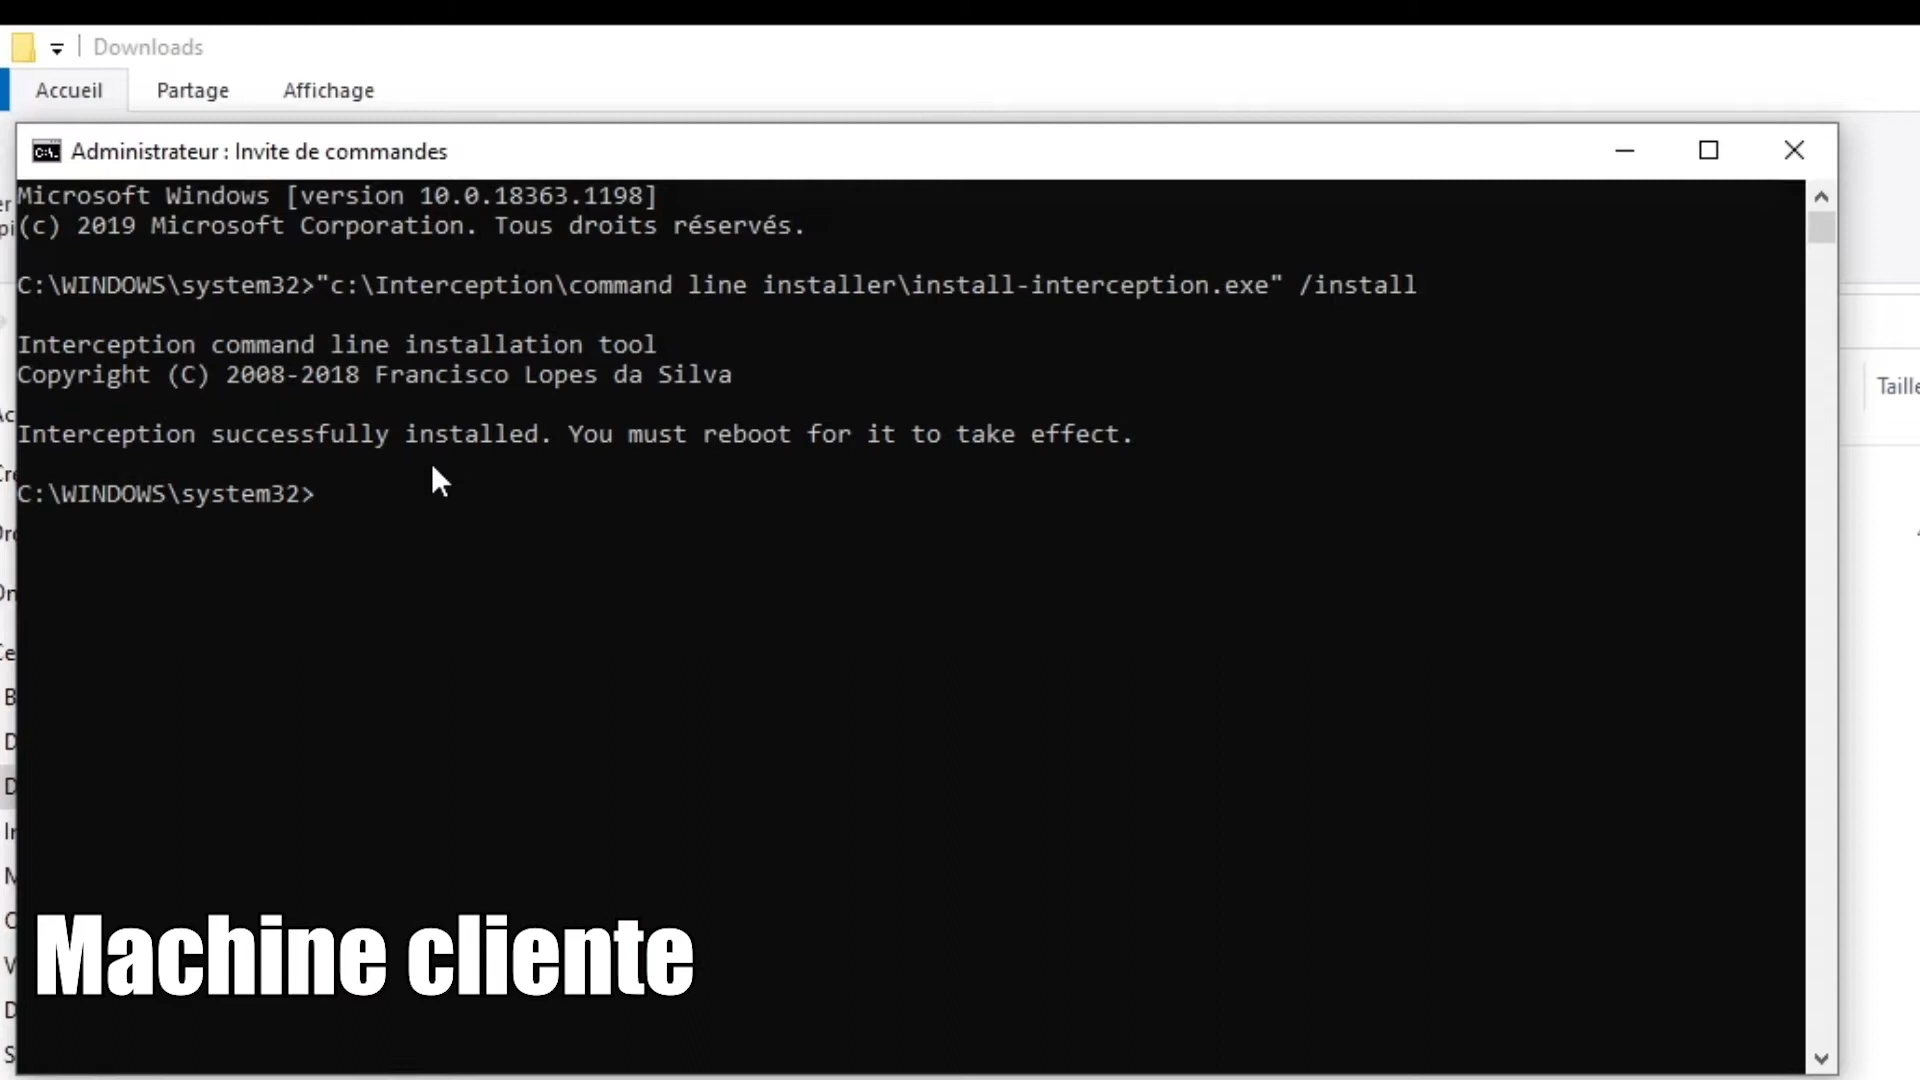 Downloads
Accueil Partage Affichage
Administrateur : Invite de commandes
Microsoft Windows [version 10.0.18363.1198]
(c) 2019 Microsoft Corporation. Tous droits réservés.
C:\WINDOWS\system32>"c:\Interception\command line installer\install-interception.exe" /install
Interception command line installation tool
Copyright (C) 2008-2018 Francisco Lopes da Silva
Interception successfully installed. You must reboot for it to take effect.
C:\WINDOWS\system32>
Taille
Machine cliente